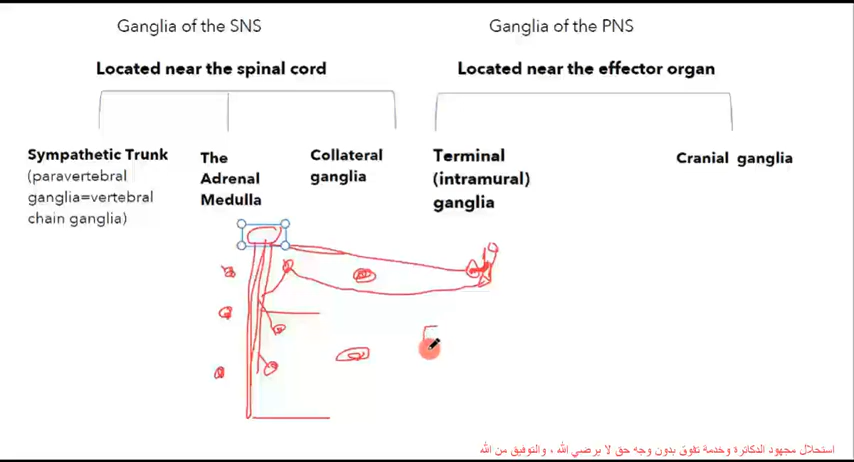 Ganglia of the SNS
Ganglia of the PNS
Located near the spinal cord
Located near the effector organ
Sympathetic Trunk
(paravertebral
ganglia=vertebral
chain ganglia)
The
Adrenal
Medulla
Collateral
ganglia
Terminal
(intramural)
ganglia
Cranial ganglia
استحلال مجهود الدكاترة وخدمة تفوق بدون وجه حق لا يرضي الله ، والتوفيق من الله